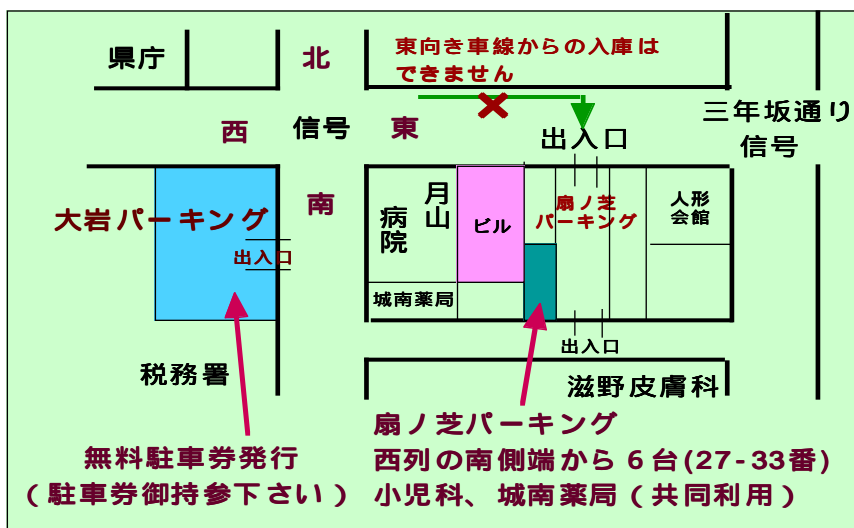 県庁
北
東向き車線からの入庫は
できません
西
信号
東
出入口
三年坂通り
信号
南
大岩パーキング
出入口
病院
月山
ビル
扇ノ芝
パーキング
人形
会館
城南薬局
出入口
税務署
滋野皮膚科
無料駐車券発行
(駐車券御持参下さい)
扇ノ芝パーキング
西列の南側端から6台(27-33番)
小児科、城南薬局(共同利用)